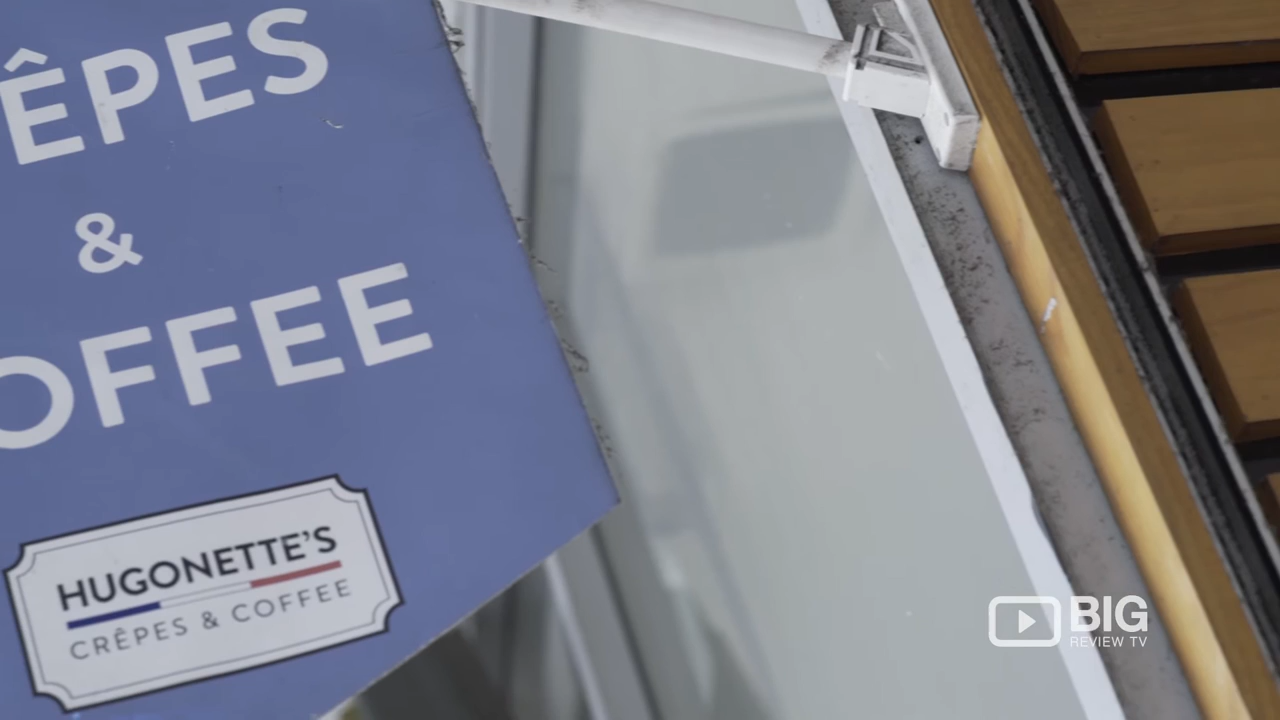 ÊPES
&
OFFEE
HUGONETTE'S
CRÊPES & COFFEE
BIG
REVIEW TV